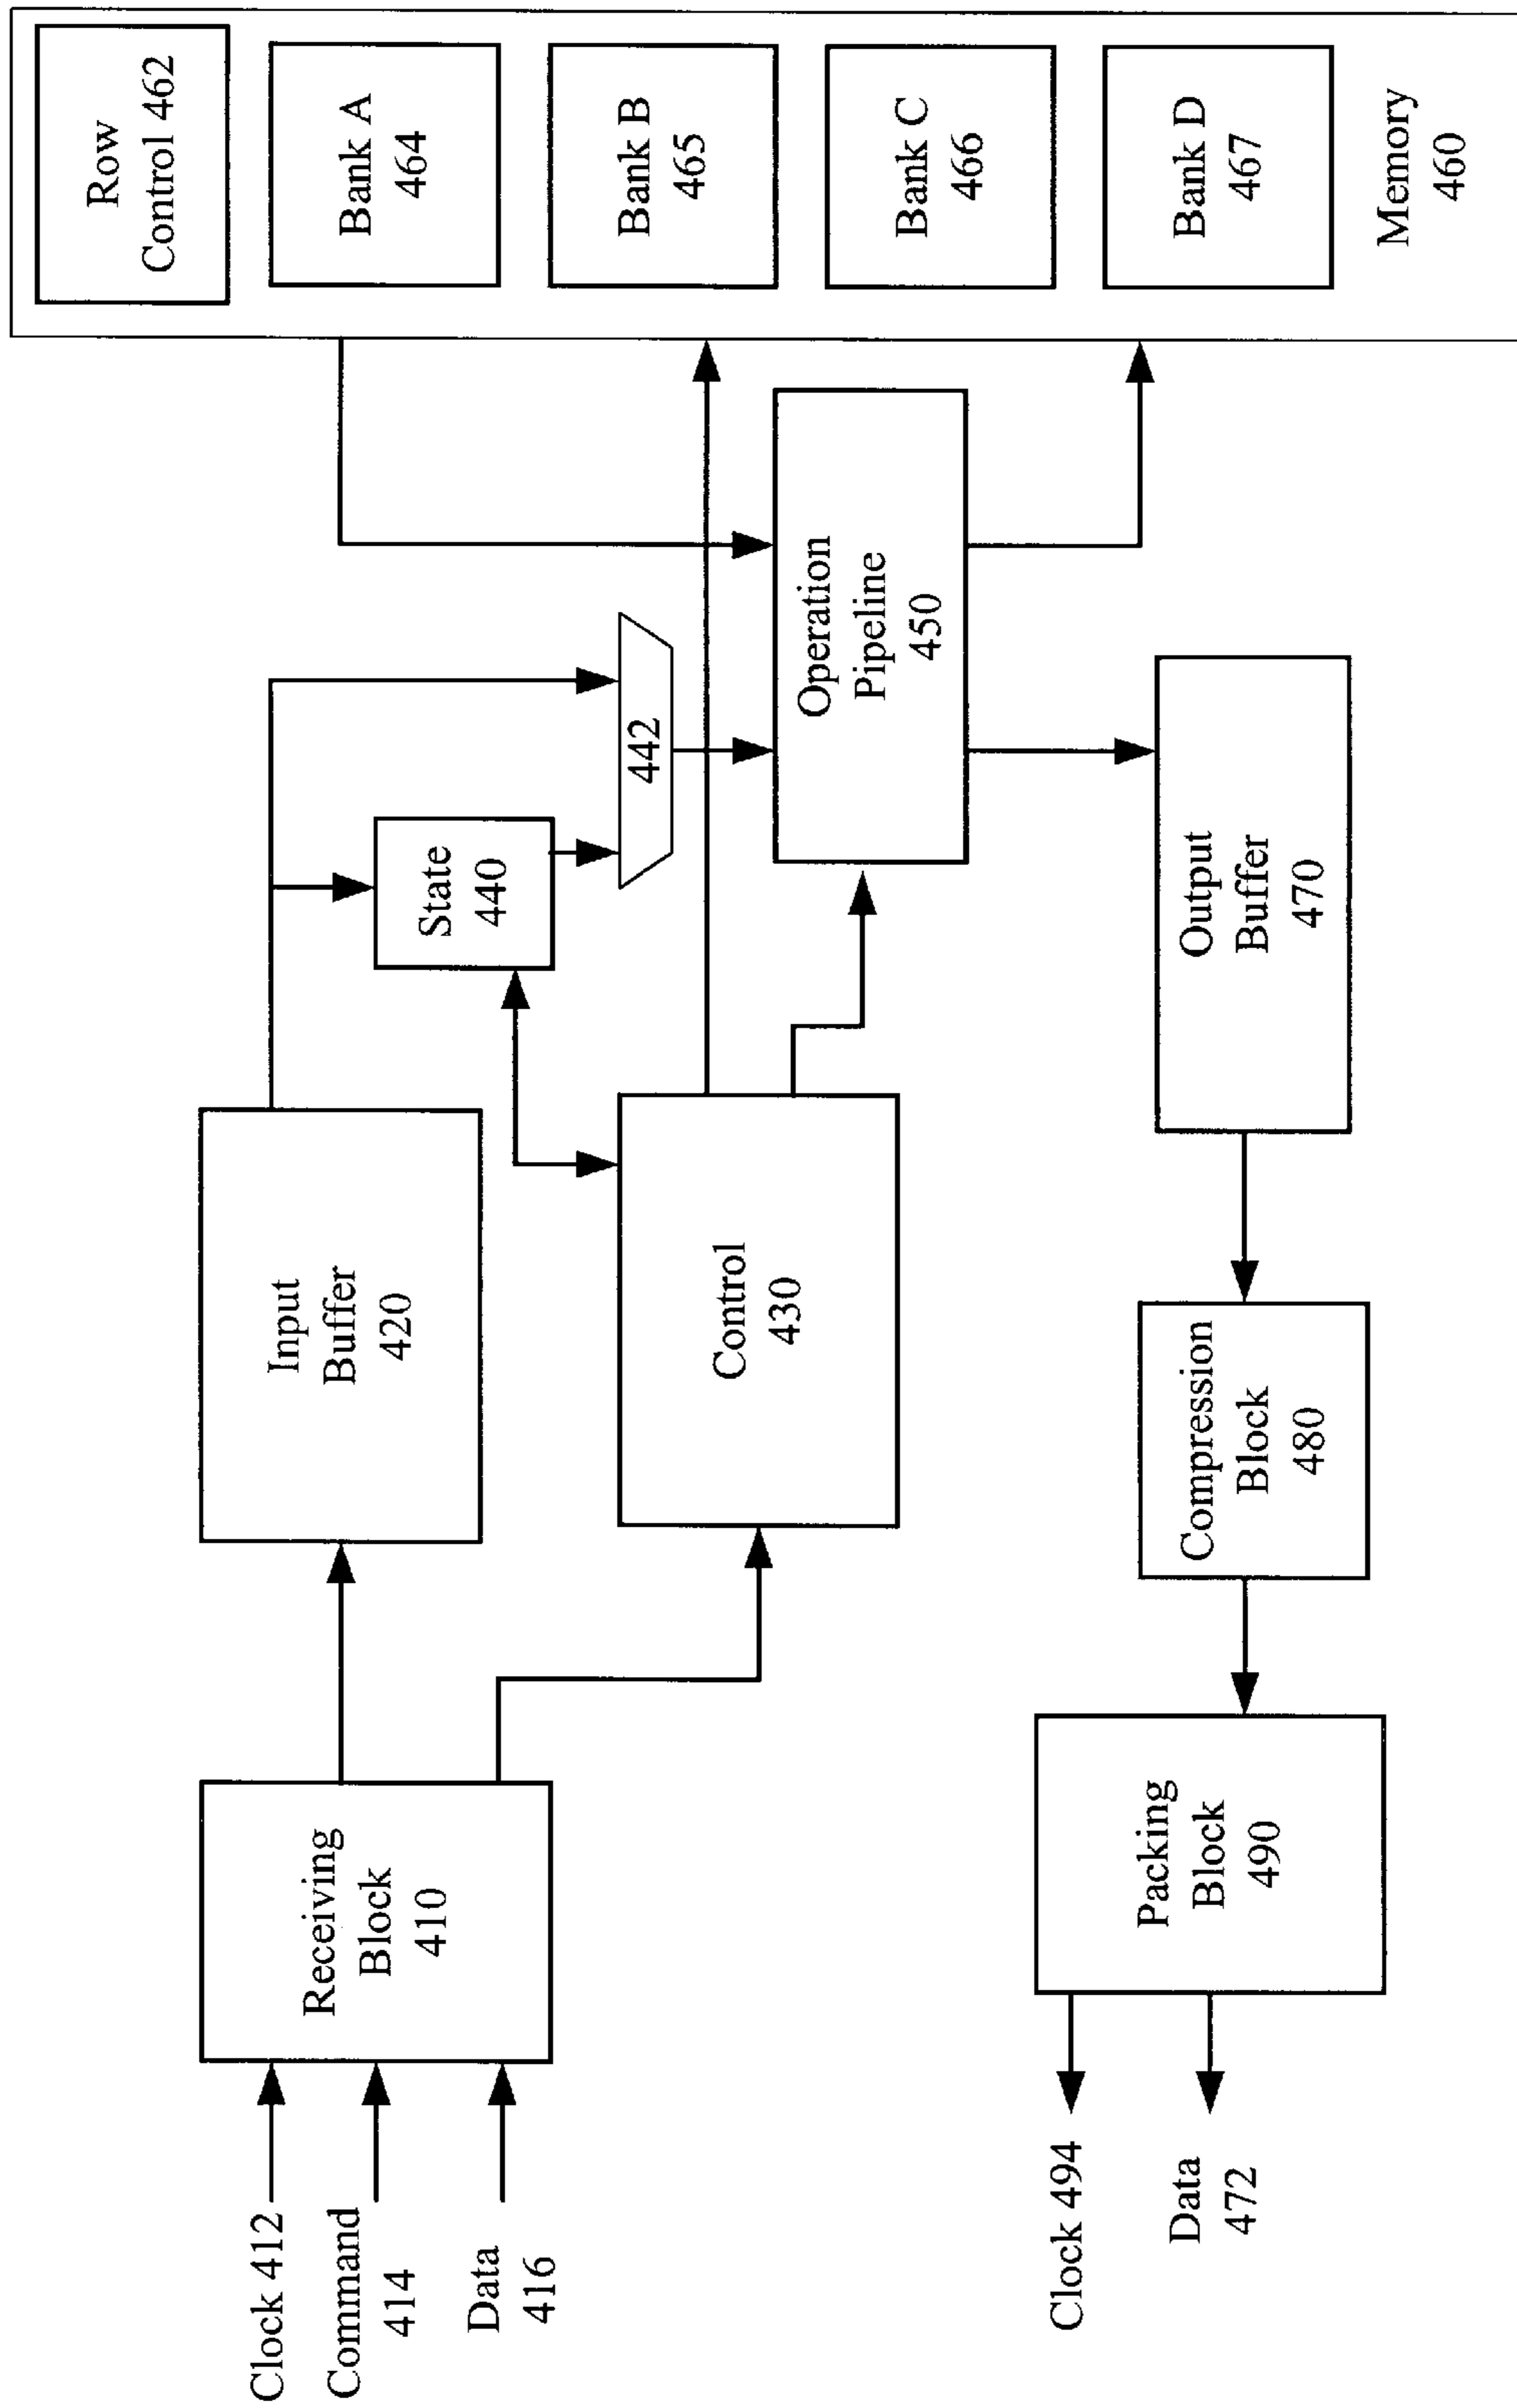 Clock 412
Command
414
Data
416
Receiving
Block
410
Input
Buffer
420
Control
430
State
440
442
Operation
Pipeline
450
Row
Control 462
Bank A
464
Bank B
465
Bank C
466
Bank D
467
Memory
460
Output
Buffer
470
Compression
Block
480
Packing
Block
490
Clock 494
Data
472